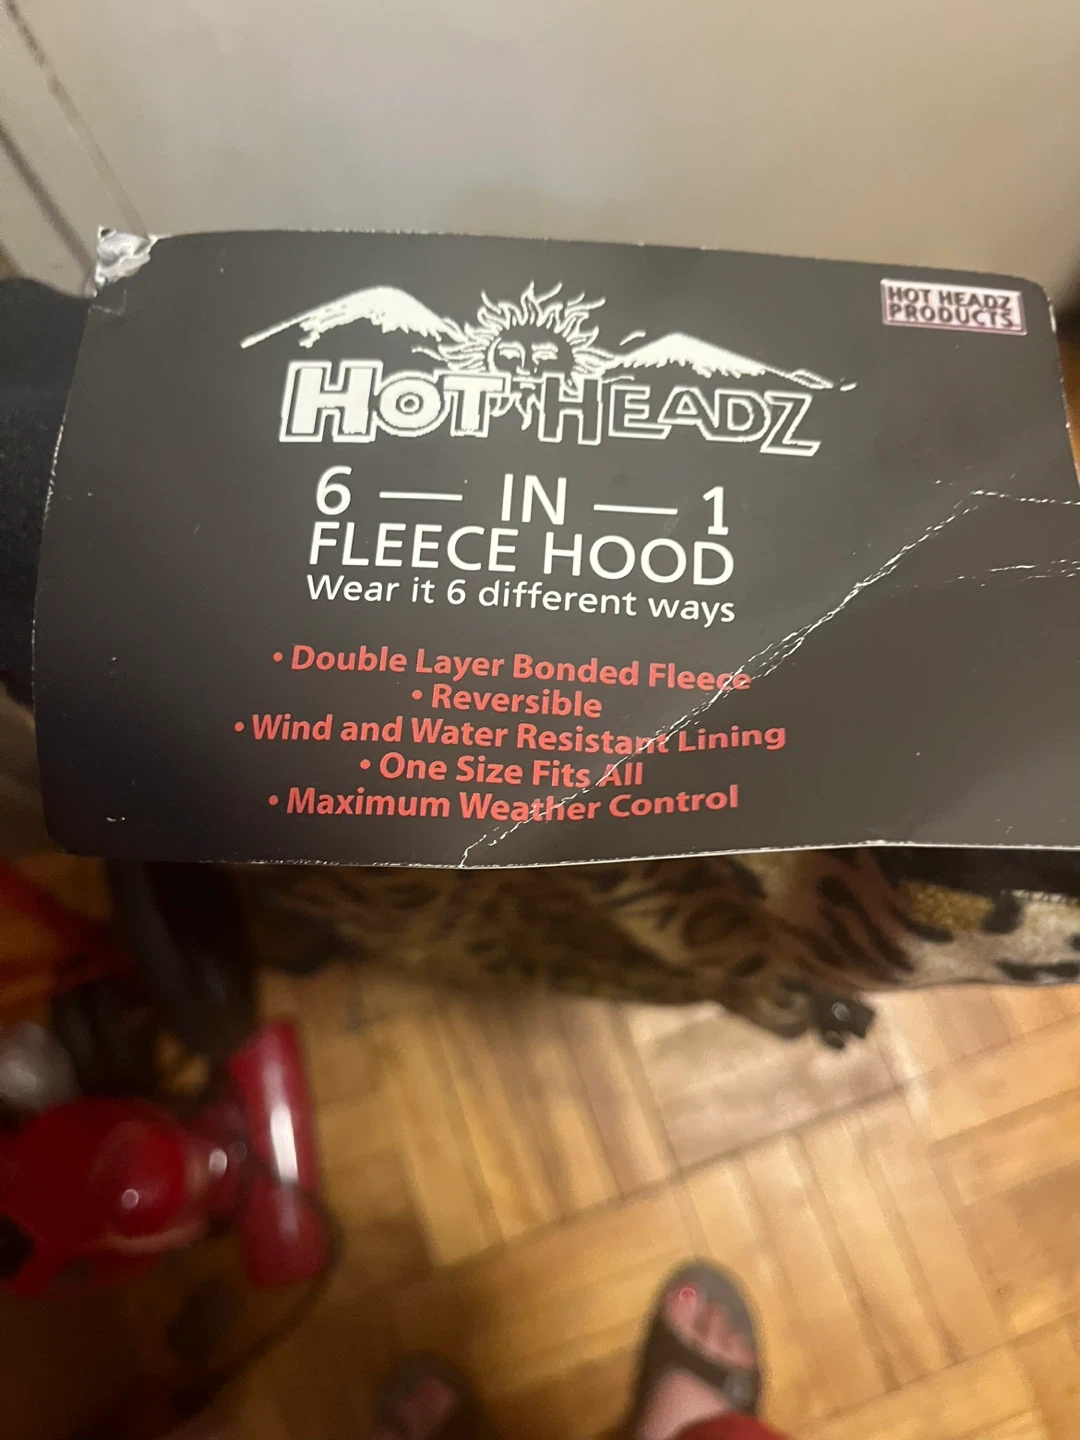 HOT HEADZ
PRODUCTS
HOT HEADZ
6 — IN — 1
FLEECE HOOD
Wear it 6 different ways
• Double Layer Bonded Fleece
• Reversible
• Wind and Water Resistant Lining
• One Size Fits All
• Maximum Weather Control